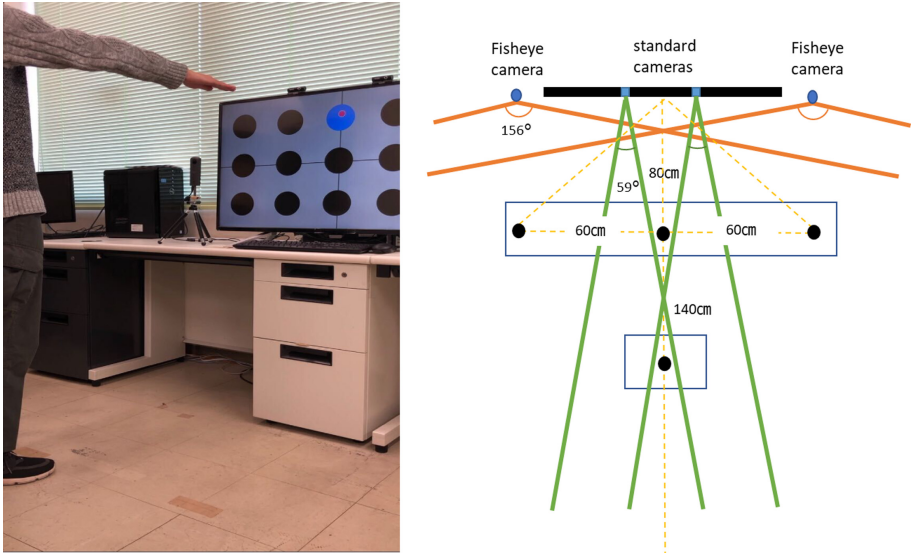 Fisheye
camera
standard
cameras
Fisheye
camera
156°
59°
80㎝
60㎝
60㎝
140㎝